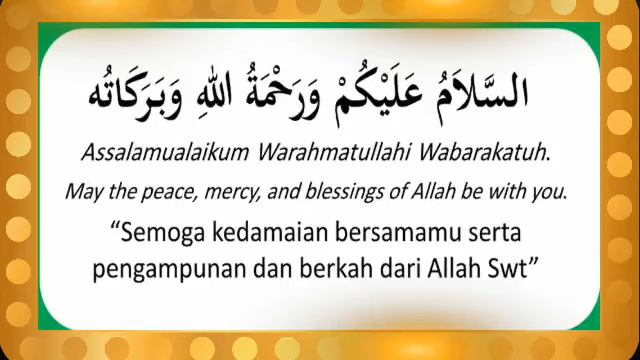 السَّلاَمُ عَلَيْكُمْ وَرَحْمَةُ اللهِ وَبَرَكَاتُه
Assalamualaikum Warahmatullahi Wabarakatuh.
May the peace, mercy, and blessings of Allah be with you.
“Semoga kedamaian bersamamu serta
pengampunan dan berkah dari Allah Swt”